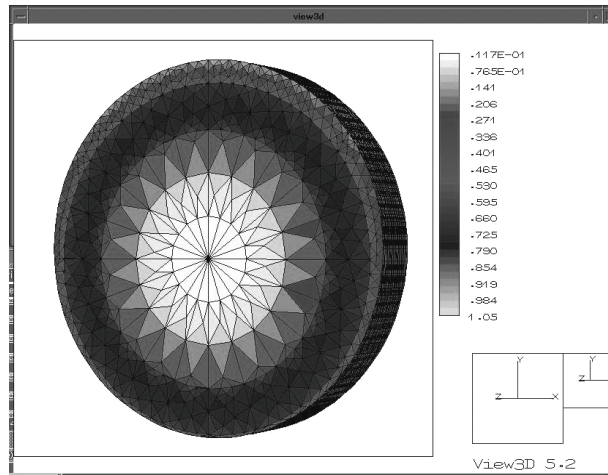 view3d
.117E-01
.765E-01
.141
.206
.271
.336
.401
.465
.530
.595
.660
.725
.790
.854
.919
.984
1.05
Y
Z X
Y
Z
View3D 5.2